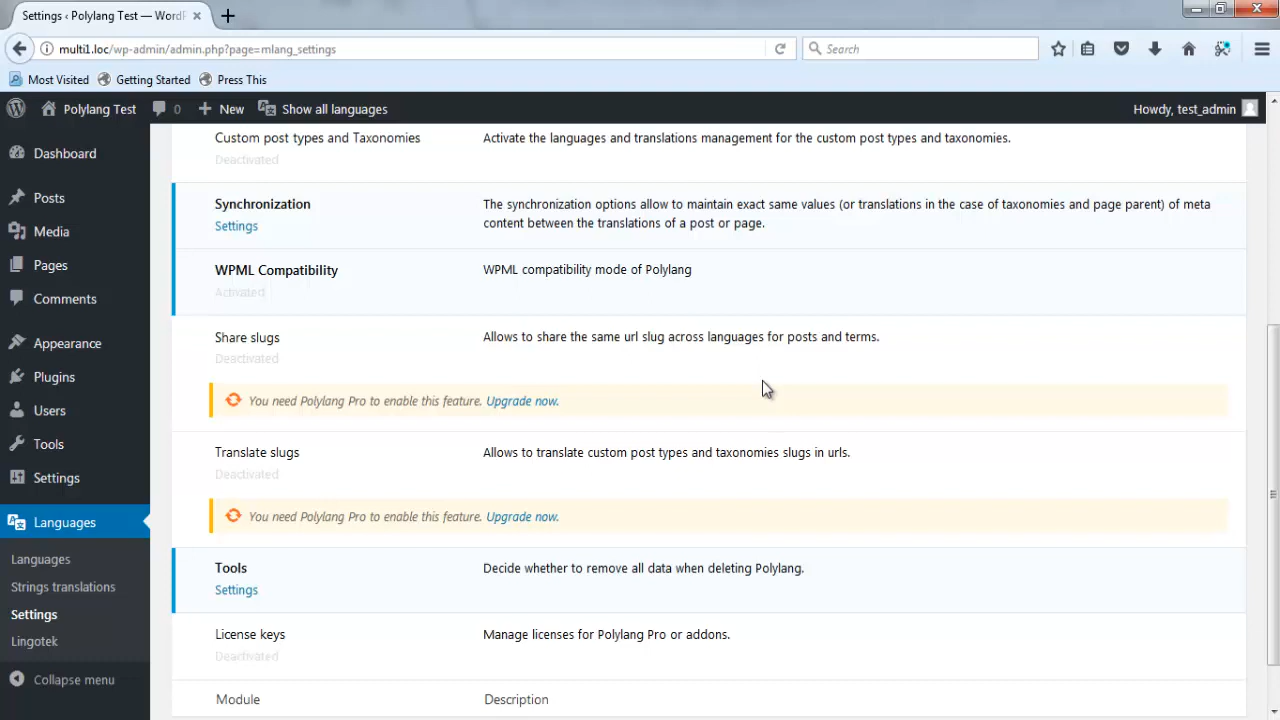 Settings ‹ Polylang Test — WordP
multi1.loc/wp-admin/admin.php?page=mlang_settings
Search
Most Visited
Getting Started
Press This
Polylang Test
0
New
Show all languages
Howdy, test_admin
Dashboard
Posts
Media
Pages
Comments
Appearance
Plugins
Users
Tools
Settings
Languages
Languages
Strings translations
Settings
Lingotek
Collapse menu
Custom post types and Taxonomies
Activate the languages and translations management for the custom post types and taxonomies.
Deactivated
Synchronization
The synchronization options allow to maintain exact same values (or translations in the case of taxonomies and page parent) of meta
content between the translations of a post or page.
Settings
WPML Compatibility
WPML compatibility mode of Polylang
Activated
Share slugs
Allows to share the same url slug across languages for posts and terms.
Deactivated
You need Polylang Pro to enable this feature. Upgrade now.
Translate slugs
Allows to translate custom post types and taxonomies slugs in urls.
Deactivated
You need Polylang Pro to enable this feature. Upgrade now.
Tools
Decide whether to remove all data when deleting Polylang.
Settings
License keys
Manage licenses for Polylang Pro or addons.
Deactivated
Module
Description